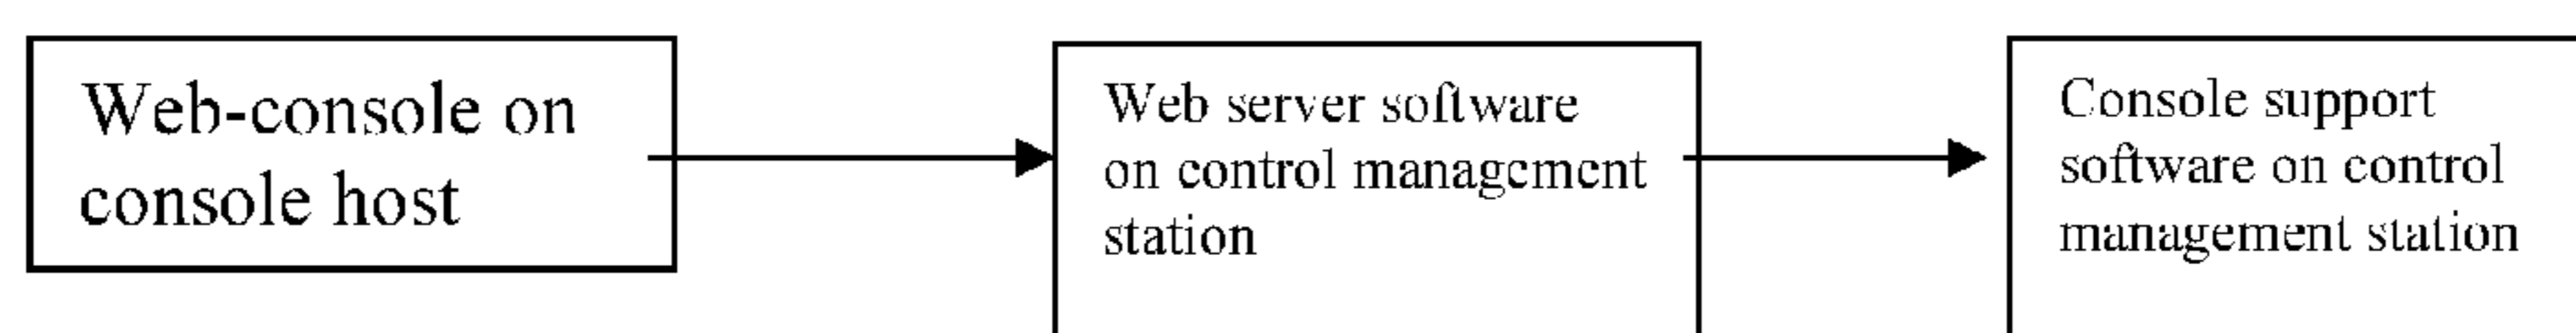 Web-console on
console host
Web server software
on control management
station
Console support
software on control
management station